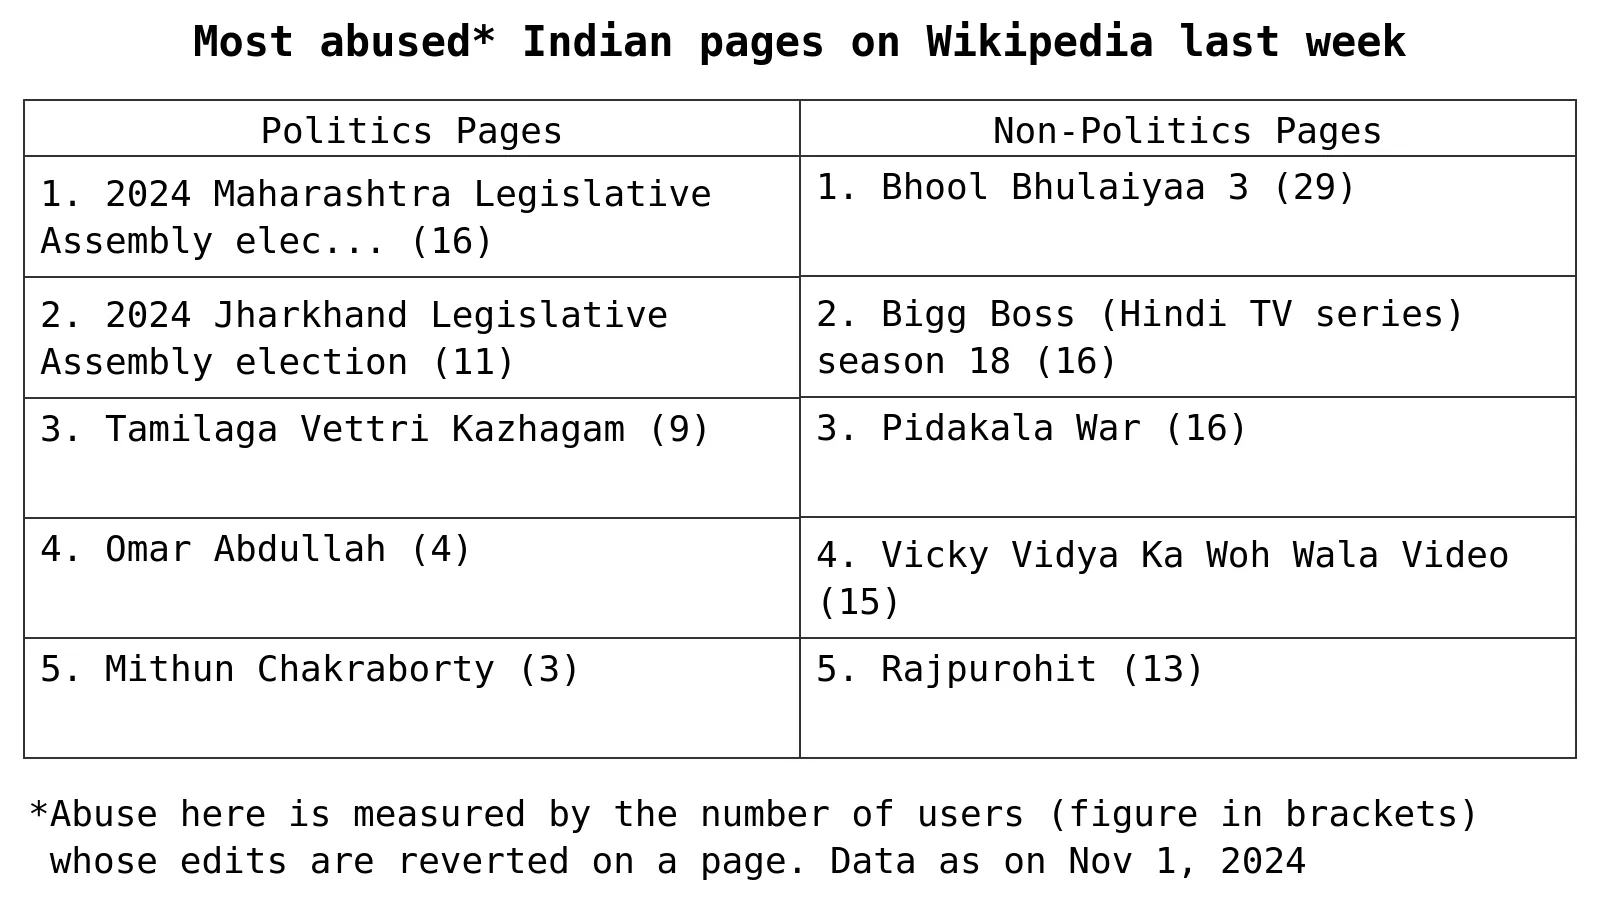 Most abused* Indian pages on Wikipedia last week
Politics Pages
Non-Politics Pages
1. 2024 Maharashtra Legislative
Assembly elec... (16)
1. Bhool Bhulaiyaa 3 (29)
2. 2024 Jharkhand Legislative
Assembly election (11)
2. Bigg Boss (Hindi TV series)
season 18 (16)
3. Tamilaga Vettri Kazhagam (9)
3. Pidakala War (16)
4. Omar Abdullah (4)
4. Vicky Vidya Ka Woh Wala Video
(15)
5. Mithun Chakraborty (3)
5. Rajpurohit (13)
*Abuse here is measured by the number of users (figure in brackets)
whose edits are reverted on a page. Data as on Nov 1, 2024